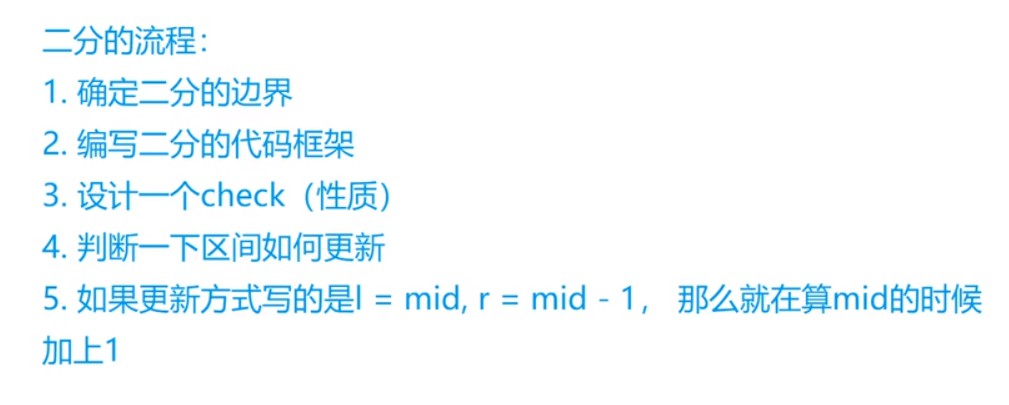 二分的流程：
1. 确定二分的边界
2. 编写二分的代码框架
3. 设计一个check（性质）
4. 判断一下区间如何更新
5. 如果更新方式写的是l = mid, r = mid - 1， 那么就在算mid的时候
加上1